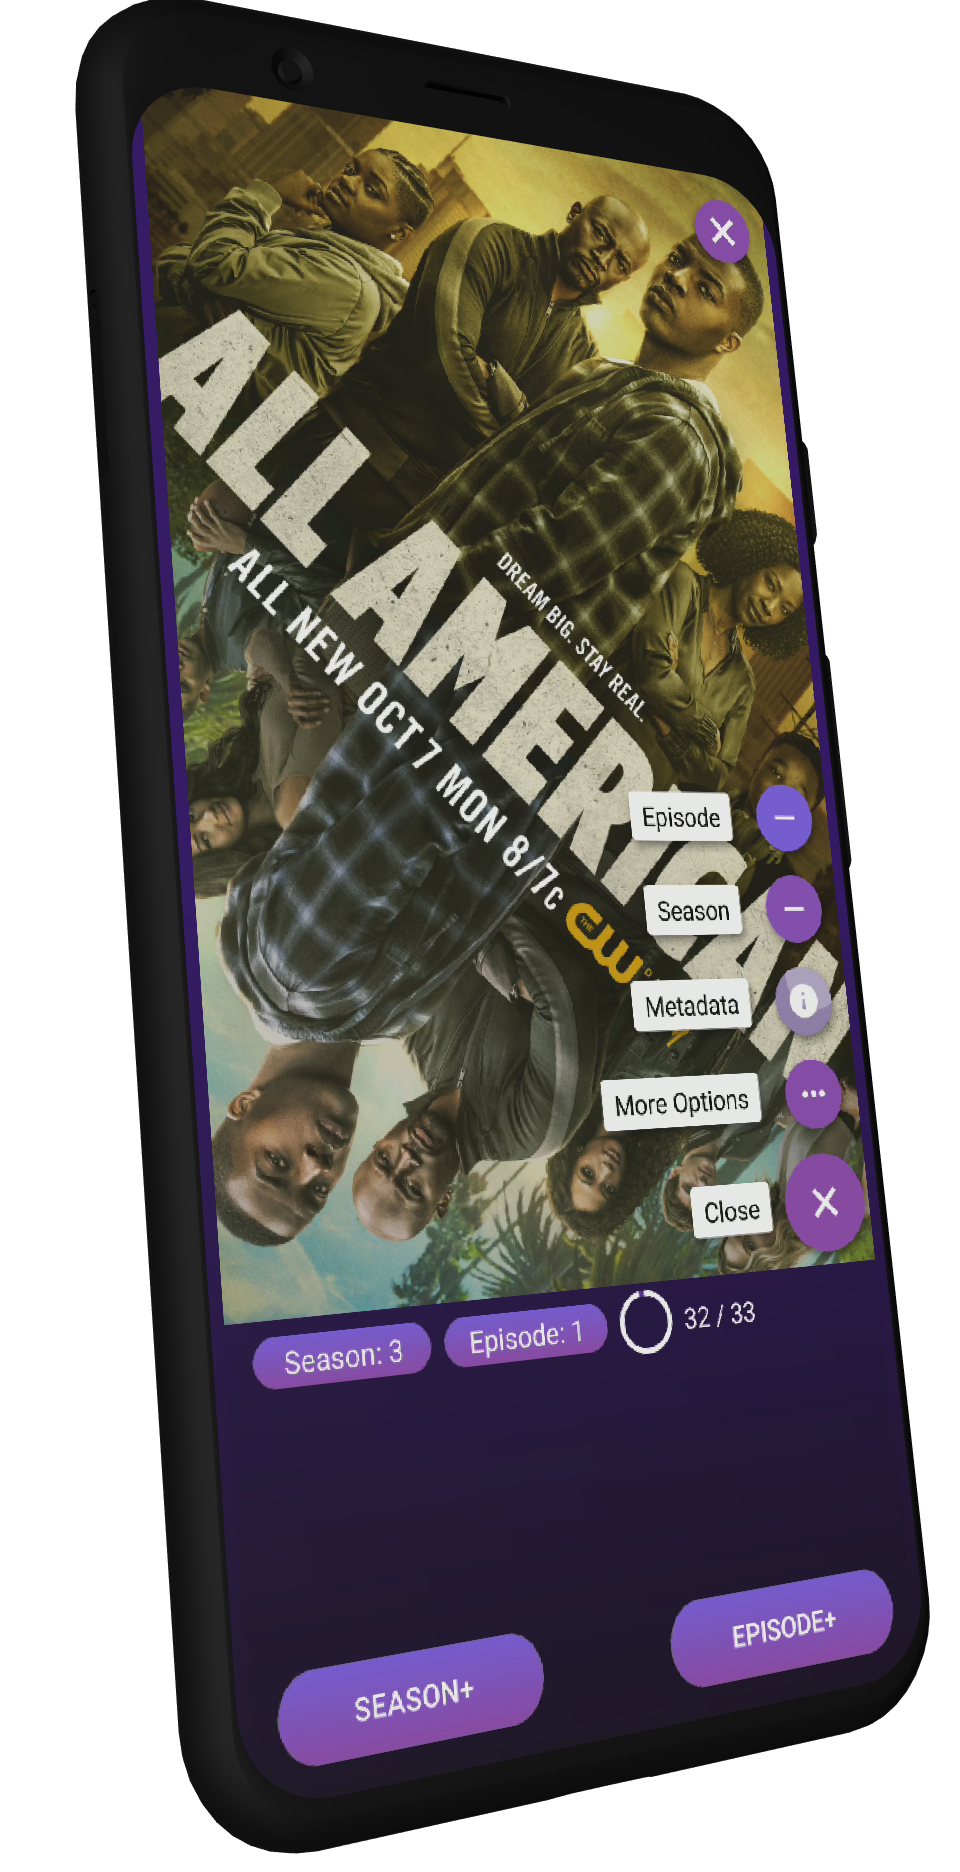 ALL AMERICAN
DREAM BIG. STAY REAL.
ALL NEW OCT 7 MON 8/7c
THE CW
Episode
Season
Metadata
More Options
Close
Season: 3
Episode: 1
32 / 33
SEASON+
EPISODE+